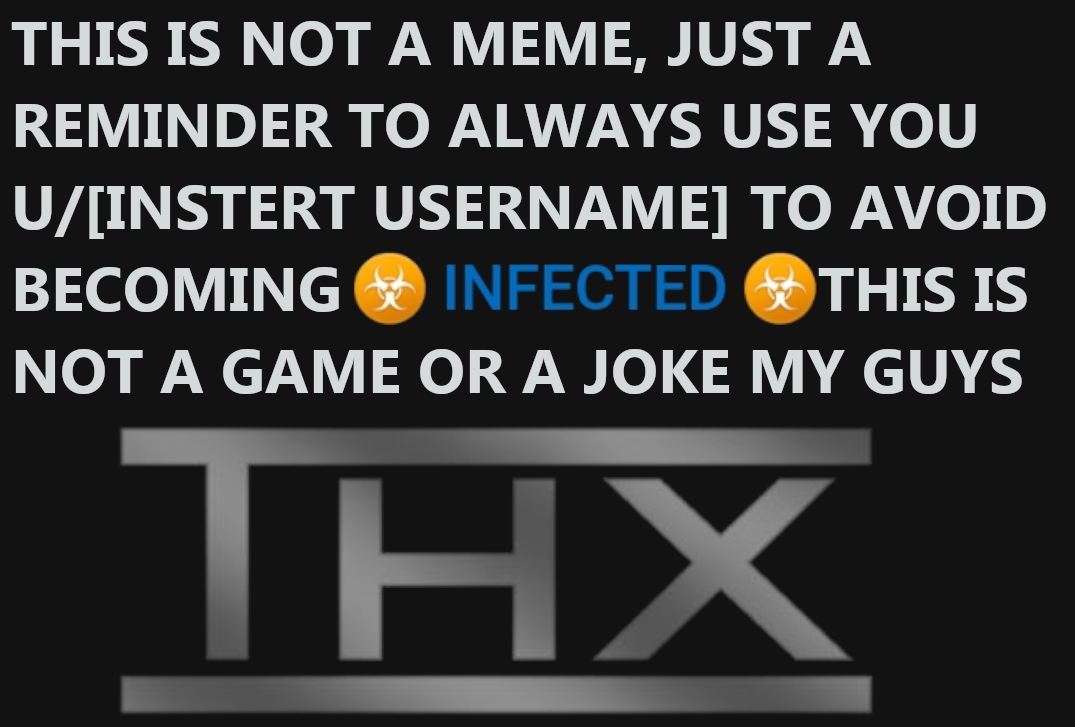 THIS IS NOT A MEME, JUST A
REMINDER TO ALWAYS USE YOU
U/[INSTERT USERNAME] TO AVOID
BECOMING ☣ INFECTED ☣THIS IS
NOT A GAME OR A JOKE MY GUYS
THX